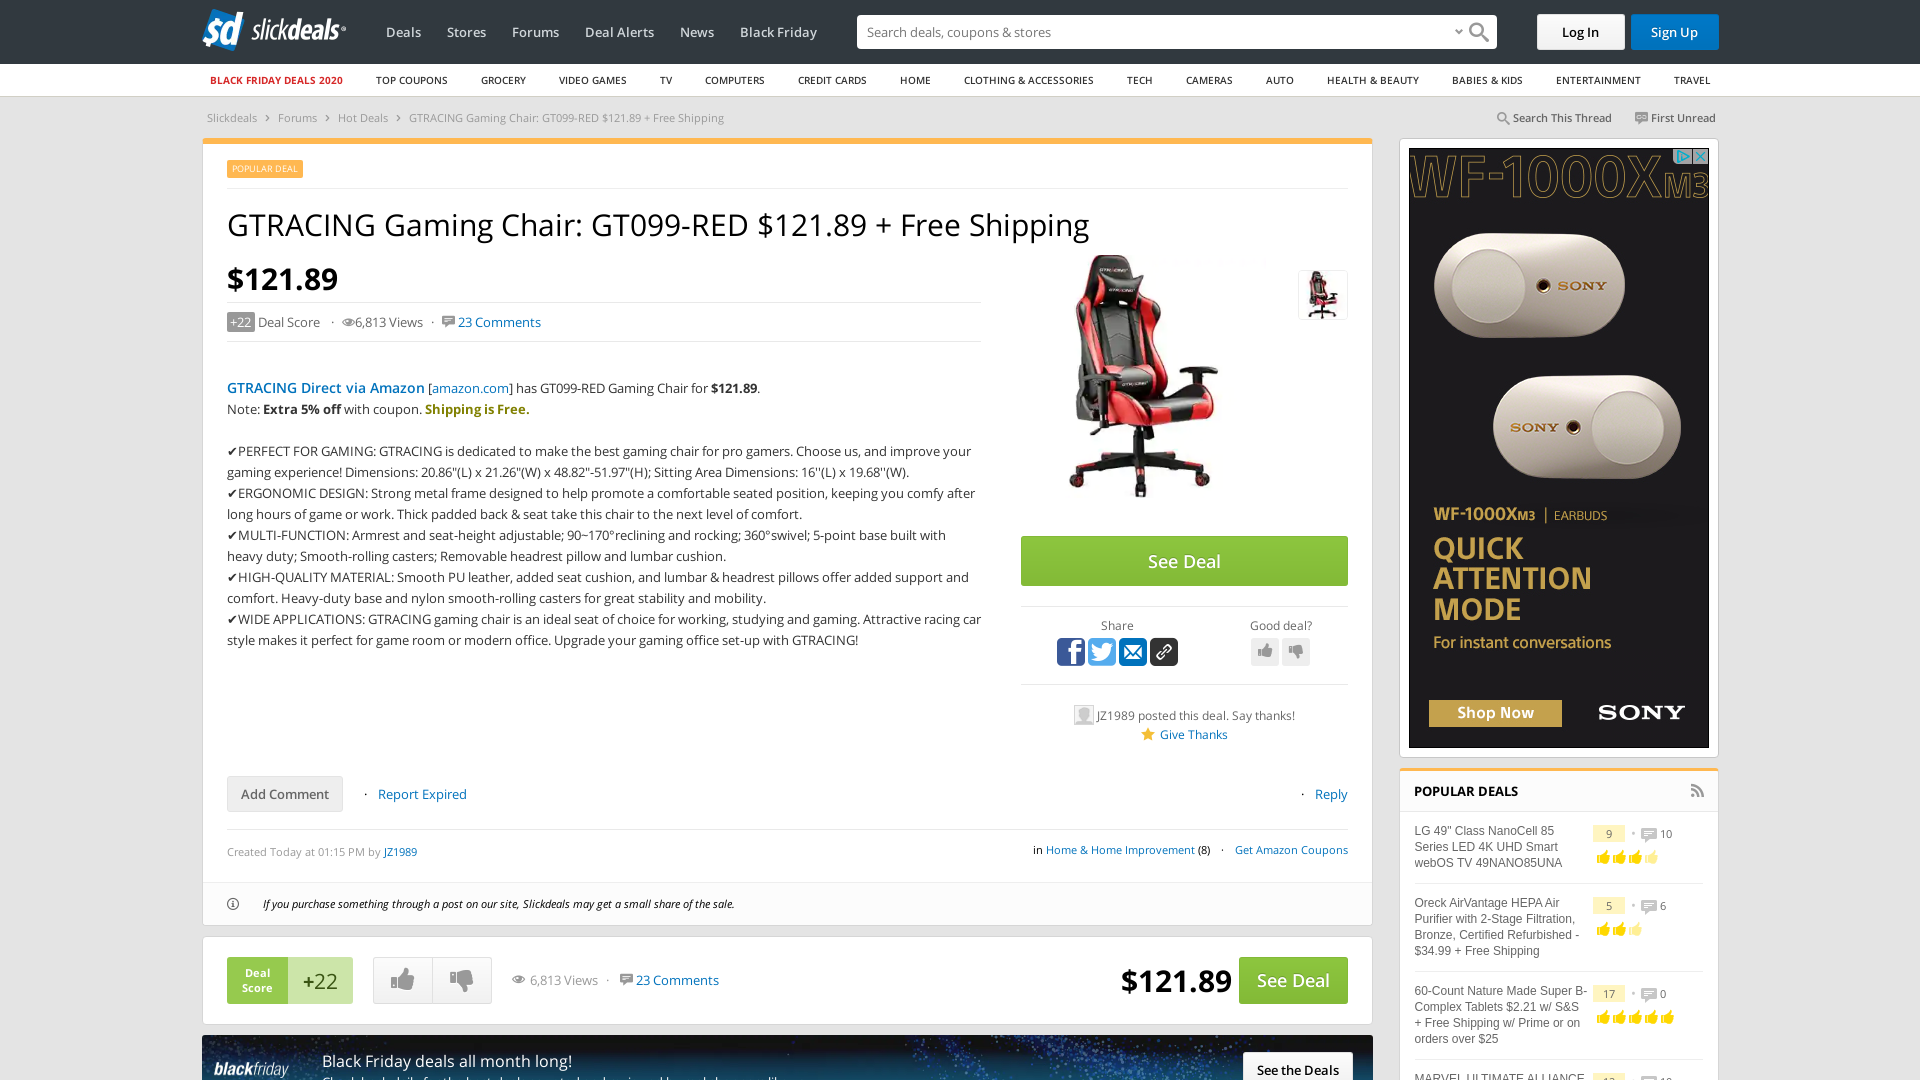 slickdeals
Deals Stores Forums Deal Alerts News Black Friday
Search deals, coupons & stores
Log In
Sign Up
BLACK FRIDAY DEALS 2020 TOP COUPONS GROCERY VIDEO GAMES TV COMPUTERS CREDIT CARDS HOME CLOTHING & ACCESSORIES TECH CAMERAS AUTO HEALTH & BEAUTY BABIES & KIDS ENTERTAINMENT TRAVEL
Slickdeals › Forums › Hot Deals › GTRACING Gaming Chair: GT099-RED $121.89 + Free Shipping
Search This Thread First Unread
POPULAR DEAL
GTRACING Gaming Chair: GT099-RED $121.89 + Free Shipping
$121.89
+22 Deal Score · 6,813 Views · 23 Comments
GTRACING Direct via Amazon [amazon.com] has GT099-RED Gaming Chair for $121.89.
Note: Extra 5% off with coupon. Shipping is Free.
✔PERFECT FOR GAMING: GTRACING is dedicated to make the best gaming chair for pro gamers. Choose us, and improve your
gaming experience! Dimensions: 20.86"(L) x 21.26"(W) x 48.82"-51.97"(H); Sitting Area Dimensions: 16''(L) x 19.68''(W).
✔ERGONOMIC DESIGN: Strong metal frame designed to help promote a comfortable seated position, keeping you comfy after
long hours of game or work. Thick padded back & seat take this chair to the next level of comfort.
✔MULTI-FUNCTION: Armrest and seat-height adjustable; 90~170°reclining and rocking; 360°swivel; 5-point base built with
heavy duty; Smooth-rolling casters; Removable headrest pillow and lumbar cushion.
✔HIGH-QUALITY MATERIAL: Smooth PU leather, added seat cushion, and lumbar & headrest pillows offer added support and
comfort. Heavy-duty base and nylon smooth-rolling casters for great stability and mobility.
✔WIDE APPLICATIONS: GTRACING gaming chair is an ideal seat of choice for working, studying and gaming. Attractive racing car
style makes it perfect for game room or modern office. Upgrade your gaming office set-up with GTRACING!
See Deal
Share
Good deal?
JZ1989 posted this deal. Say thanks!
Give Thanks
Add Comment · Report Expired
· Reply
Created Today at 01:15 PM by JZ1989
in Home & Home Improvement (8) · Get Amazon Coupons
If you purchase something through a post on our site, Slickdeals may get a small share of the sale.
Deal
Score
+22
6,813 Views · 23 Comments
$121.89
See Deal
blackfriday
Black Friday deals all month long!
See the Deals
WF-1000XM3
SONY
SONY
WF-1000XM3 | EARBUDS
QUICK
ATTENTION
MODE
For instant conversations
Shop Now
SONY
POPULAR DEALS
LG 49" Class NanoCell 85
Series LED 4K UHD Smart
webOS TV 49NANO85UNA
9 • 10
Oreck AirVantage HEPA Air
Purifier with 2-Stage Filtration,
Bronze, Certified Refurbished -
$34.99 + Free Shipping
5 • 6
60-Count Nature Made Super B-
Complex Tablets $2.21 w/ S&S
+ Free Shipping w/ Prime or on
orders over $25
17 • 0
MARVEL ULTIMATE ALLIANCE